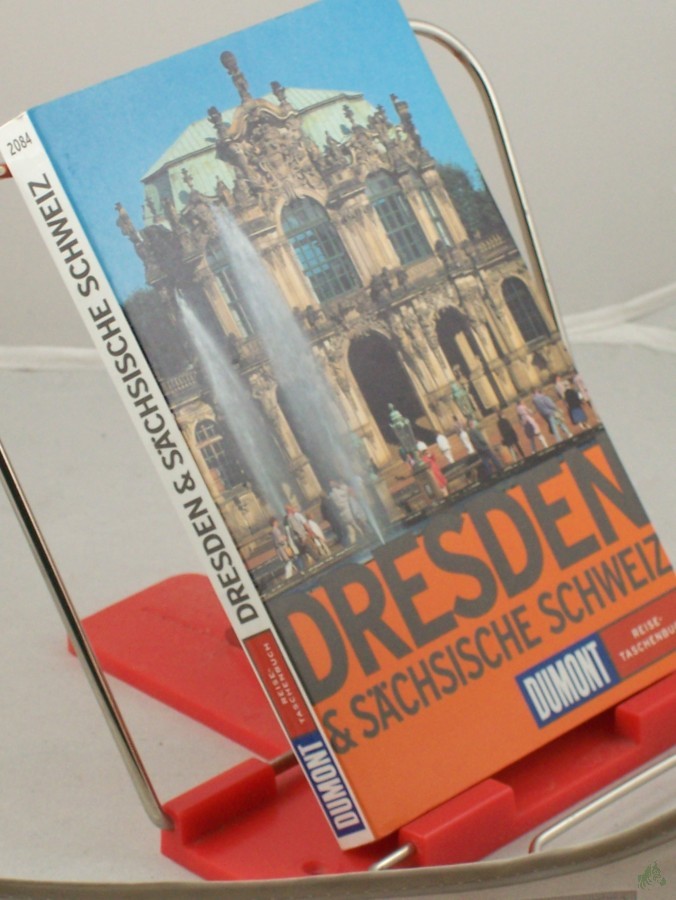 2084
DRESDEN & SÄCHSISCHE SCHWEIZ
REISE-
TASCHENBUCH
DUMONT
DRESDEN
& SÄCHSISCHE SCHWEIZ
DUMONT
REISE-
TASCHENBUCH